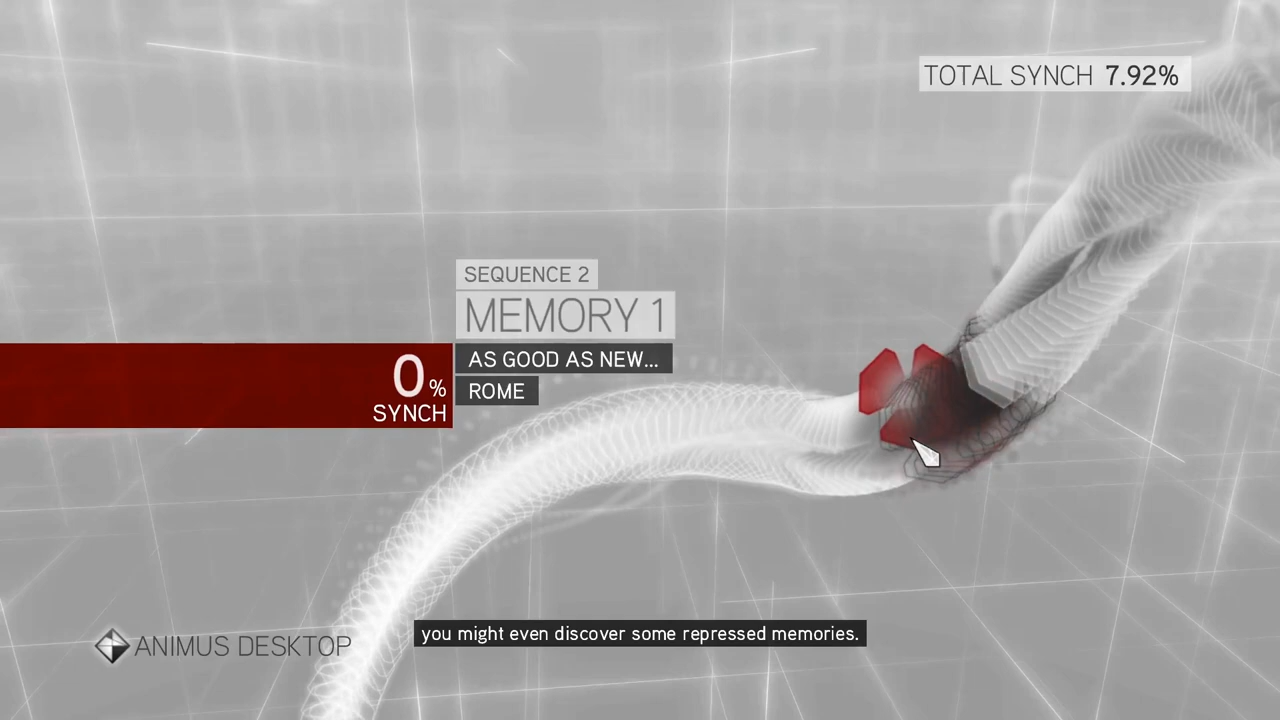 TOTAL SYNCH 7.92%
SEQUENCE 2
MEMORY 1
AS GOOD AS NEW...
ROME
0%
SYNCH
you might even discover some repressed memories.
ANIMUS DESKTOP